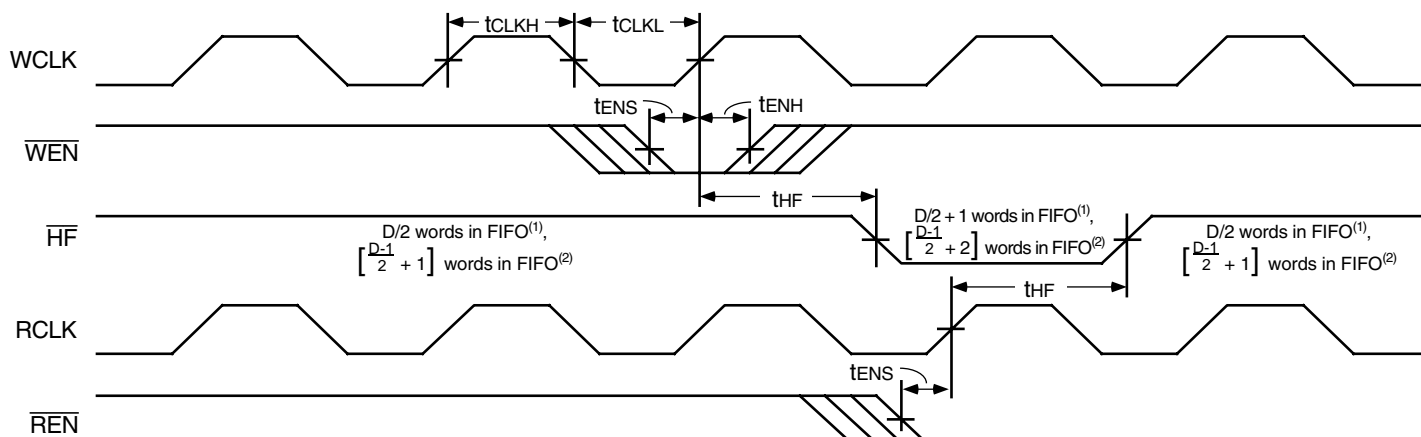 tCLKH
tCLKL
WCLK
tENS
tENH
WEN
tHF
HF
D/2 words in FIFO(1),
[D-1/2 + 1] words in FIFO(2)
D/2 + 1 words in FIFO(1),
[D-1/2 + 2] words in FIFO(2)
D/2 words in FIFO(1),
[D-1/2 + 1] words in FIFO(2)
tHF
RCLK
tENS
REN